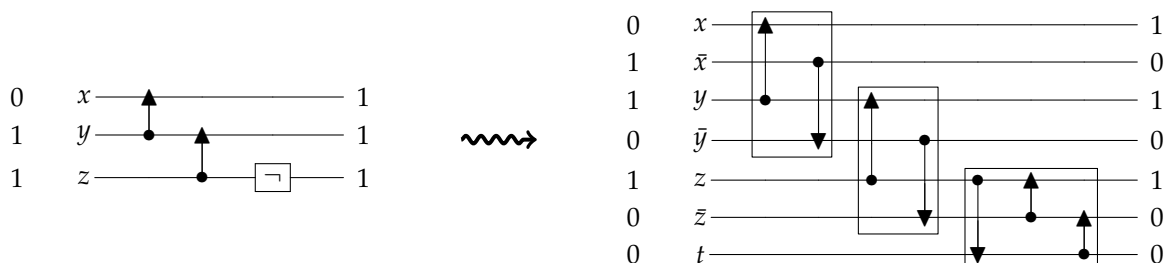 0 x 1
1 y 1
1 z ¬ 1
0 x 1
1 x̄ 0
1 y 1
0 ȳ 0
1 z 1
0 z̄ 0
0 t 0